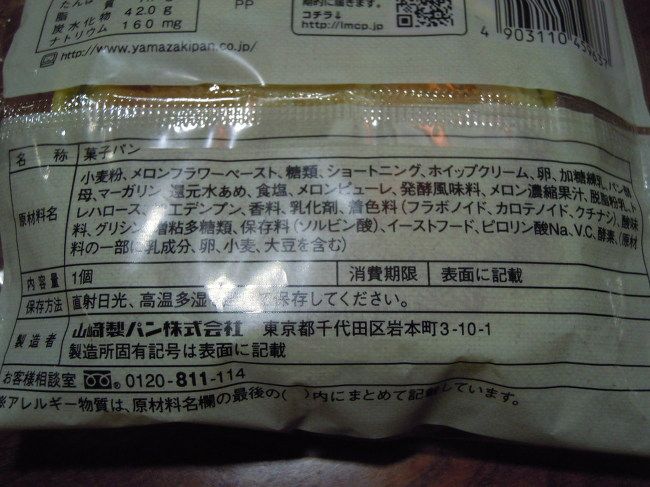 質
脂
炭水化物 42.0g
ナトリウム 160mg
PP
コチラ▶ http://lmcp.jp
4 903110
http://www.yamazakipan.co.jp/
名 称 菓子パン
原材料名
小麦粉、メロンフラワーペースト、糖類、ショートニング、ホイップクリーム、卵、加糖練乳、パン酵
母、マーガリン、還元水あめ、食塩、メロンピューレ、発酵風味料、メロン濃縮果汁、脱脂粉乳、ト
レハロース、加工デンプン、香料、乳化剤、着色料(フラボノイド、カロテノイド、クチナシ)、酸味
料、グリシン、増粘多糖類、保存料(ソルビン酸)、イーストフード、ピロリン酸Na、V.C、酵素、(原材
料の一部に乳成分、卵、小麦、大豆を含む)
内容量 1個 消費期限 表面に記載
保存方法 直射日光、高温多湿 て保存してください。
製造者 山崎製パン株式会社 東京都千代田区岩本町3-10-1
製造所固有記号は表面に記載
お客様相談室 0120-811-114
※アレルギー物質は、原材料名欄の最後の( )内にまとめて記載しています。